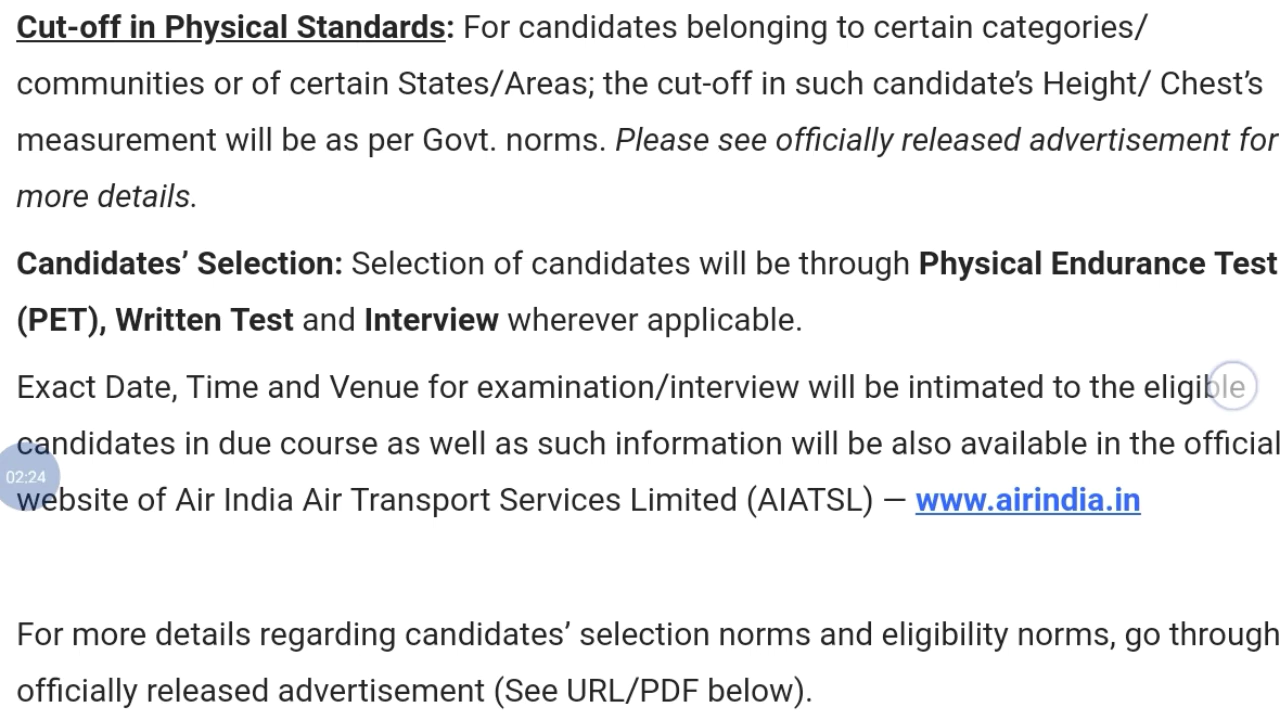 Cut-off in Physical Standards: For candidates belonging to certain categories/
communities or of certain States/Areas; the cut-off in such candidate’s Height/ Chest’s
measurement will be as per Govt. norms. Please see officially released advertisement for
more details.
Candidates’ Selection: Selection of candidates will be through Physical Endurance Test
(PET), Written Test and Interview wherever applicable.
Exact Date, Time and Venue for examination/interview will be intimated to the eligible
candidates in due course as well as such information will be also available in the official
02:24
website of Air India Air Transport Services Limited (AIATSL) — www.airindia.in
For more details regarding candidates’ selection norms and eligibility norms, go through
officially released advertisement (See URL/PDF below).